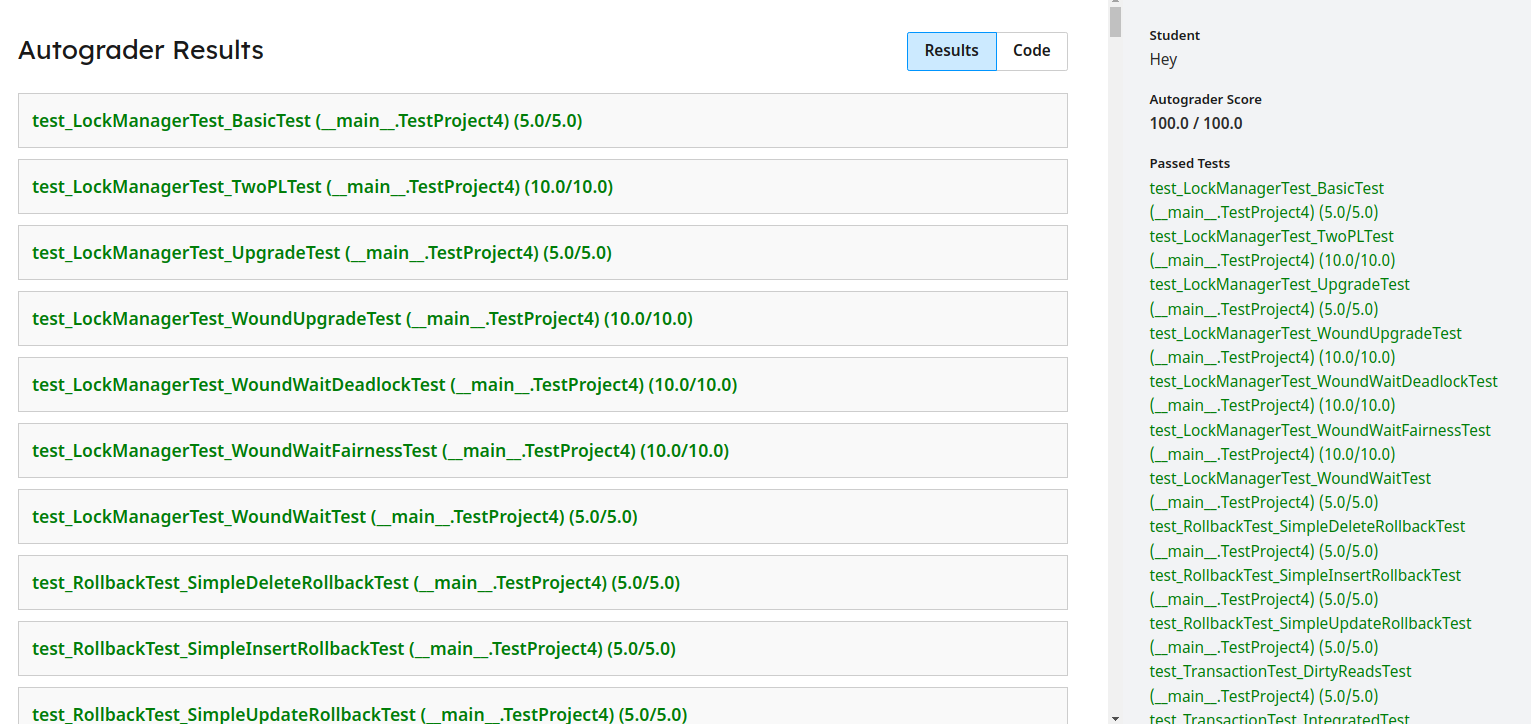 Autograder Results
Results
Code
test_LockManagerTest_BasicTest (__main__.TestProject4) (5.0/5.0)
test_LockManagerTest_TwoPLTest (__main__.TestProject4) (10.0/10.0)
test_LockManagerTest_UpgradeTest (__main__.TestProject4) (5.0/5.0)
test_LockManagerTest_WoundUpgradeTest (__main__.TestProject4) (10.0/10.0)
test_LockManagerTest_WoundWaitDeadlockTest (__main__.TestProject4) (10.0/10.0)
test_LockManagerTest_WoundWaitFairnessTest (__main__.TestProject4) (10.0/10.0)
test_LockManagerTest_WoundWaitTest (__main__.TestProject4) (5.0/5.0)
test_RollbackTest_SimpleDeleteRollbackTest (__main__.TestProject4) (5.0/5.0)
test_RollbackTest_SimpleInsertRollbackTest (__main__.TestProject4) (5.0/5.0)
test_RollbackTest_SimpleUpdateRollbackTest (__main__.TestProject4) (5.0/5.0)
Student
Hey
Autograder Score
100.0 / 100.0
Passed Tests
test_LockManagerTest_BasicTest
(__main__.TestProject4) (5.0/5.0)
test_LockManagerTest_TwoPLTest
(__main__.TestProject4) (10.0/10.0)
test_LockManagerTest_UpgradeTest
(__main__.TestProject4) (5.0/5.0)
test_LockManagerTest_WoundUpgradeTest
(__main__.TestProject4) (10.0/10.0)
test_LockManagerTest_WoundWaitDeadlockTest
(__main__.TestProject4) (10.0/10.0)
test_LockManagerTest_WoundWaitFairnessTest
(__main__.TestProject4) (10.0/10.0)
test_LockManagerTest_WoundWaitTest
(__main__.TestProject4) (5.0/5.0)
test_RollbackTest_SimpleDeleteRollbackTest
(__main__.TestProject4) (5.0/5.0)
test_RollbackTest_SimpleInsertRollbackTest
(__main__.TestProject4) (5.0/5.0)
test_RollbackTest_SimpleUpdateRollbackTest
(__main__.TestProject4) (5.0/5.0)
test_TransactionTest_DirtyReadsTest
(__main__.TestProject4) (5.0/5.0)
test_TransactionTest_IntegratedTest